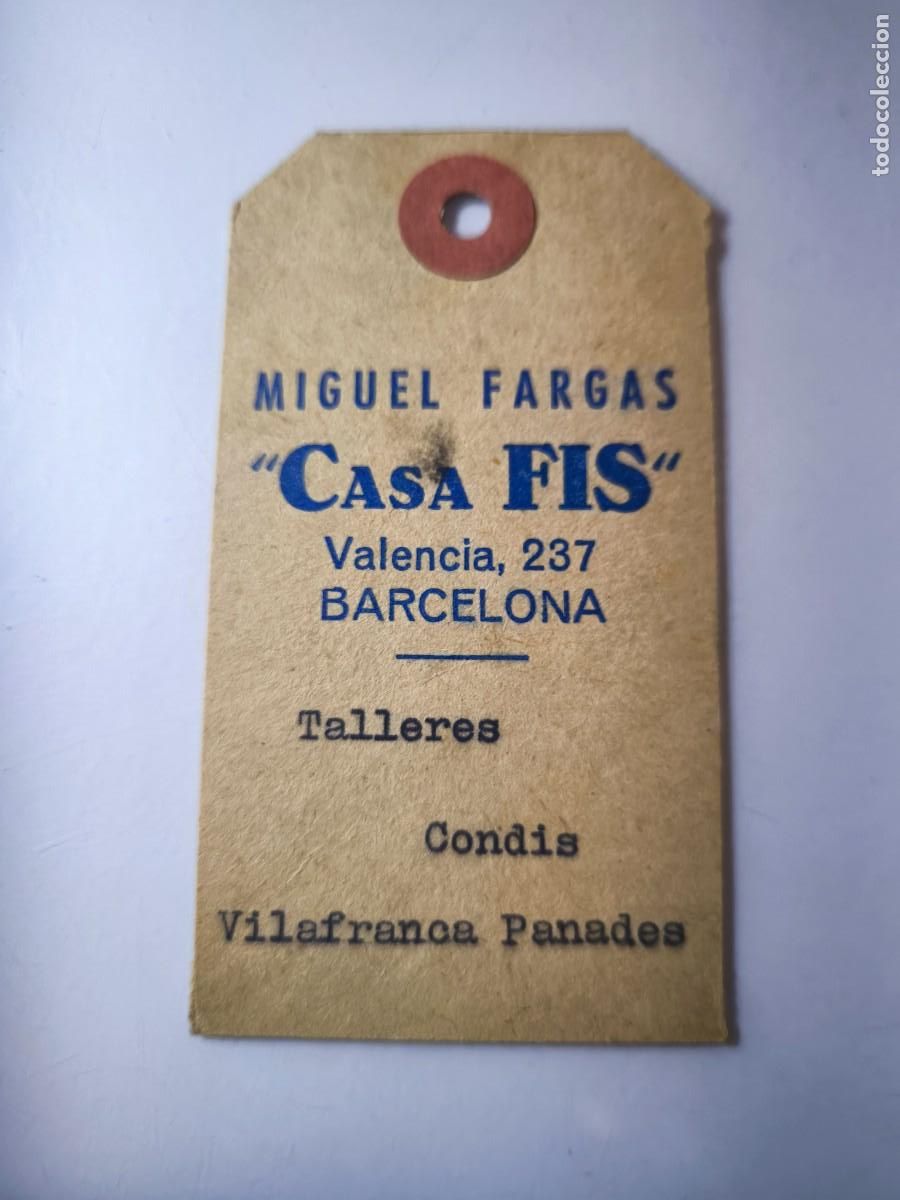 todocoleccion
MIGUEL FARGAS
"CASA FIS"
Valencia, 237
BARCELONA
Talleres
Condis
Vilafranca Panades